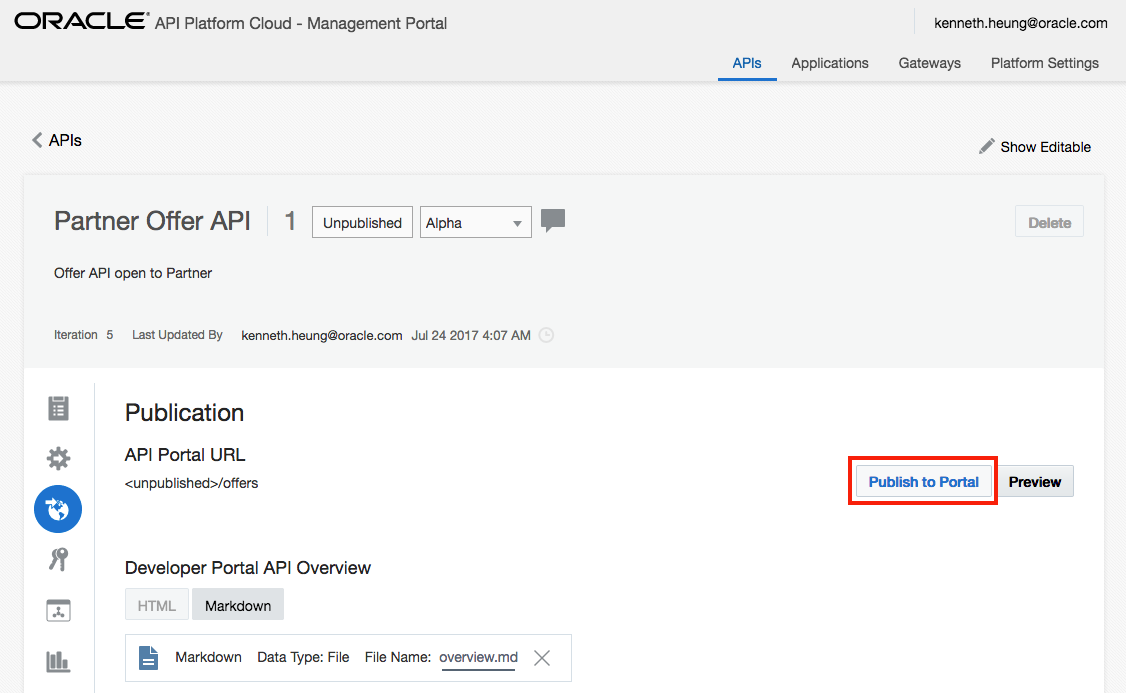 ORACLE® API Platform Cloud - Management Portal
kenneth.heung@oracle.com
APIs Applications Gateways Platform Settings
APIs
Show Editable
Partner Offer API 1 Unpublished Alpha Delete
Offer API open to Partner
Iteration 5 Last Updated By kenneth.heung@oracle.com Jul 24 2017 4:07 AM
Publication
API Portal URL
<unpublished>/offers
Publish to Portal Preview
Developer Portal API Overview
HTML Markdown
Markdown Data Type: File File Name: overview.md